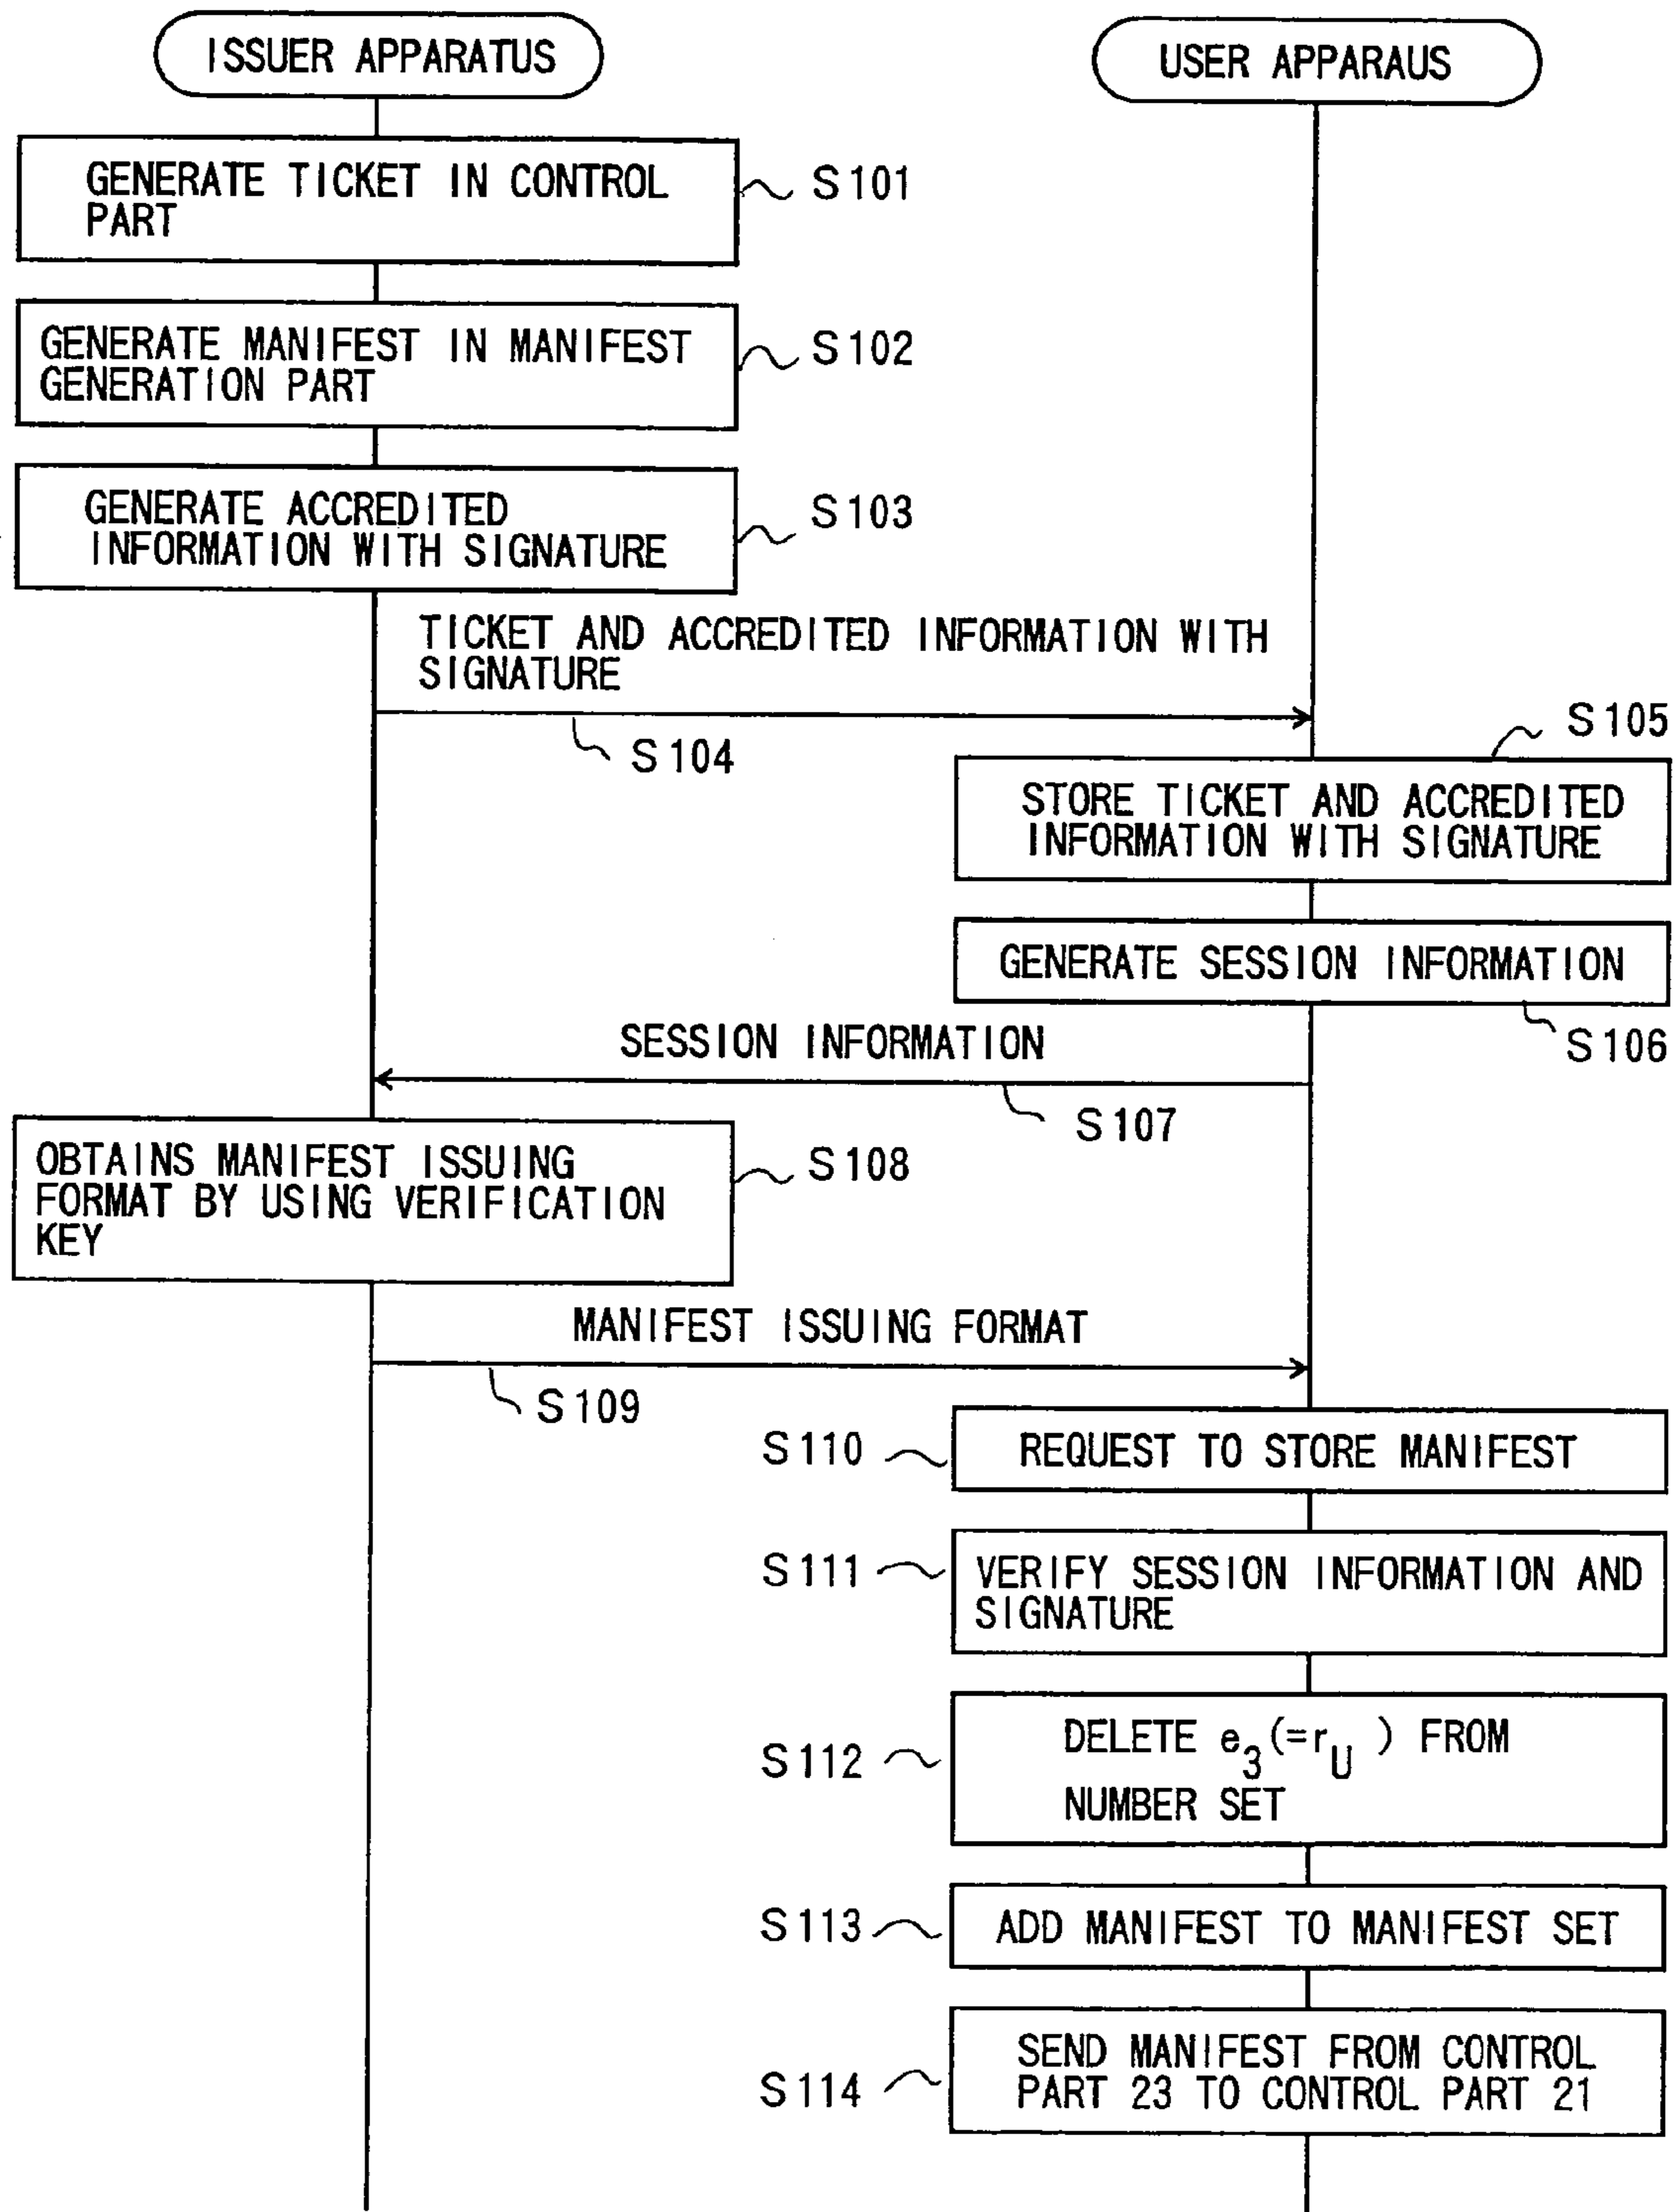 ISSUER APPARATUS
USER APPARAUS
GENERATE TICKET IN CONTROL
PART
S101
GENERATE MANIFEST IN MANIFEST
GENERATION PART
S102
GENERATE ACCREDITED
INFORMATION WITH SIGNATURE
S103
TICKET AND ACCREDITED INFORMATION WITH
SIGNATURE
S104
S105
STORE TICKET AND ACCREDITED
INFORMATION WITH SIGNATURE
GENERATE SESSION INFORMATION
S106
SESSION INFORMATION
S107
OBTAINS MANIFEST ISSUING
FORMAT BY USING VERIFICATION
KEY
S108
MANIFEST ISSUING FORMAT
S109
S110
REQUEST TO STORE MANIFEST
S111
VERIFY SESSION INFORMATION AND
SIGNATURE
S112
DELETE e3(=rU ) FROM
NUMBER SET
S113
ADD MANIFEST TO MANIFEST SET
S114
SEND MANIFEST FROM CONTROL
PART 23 TO CONTROL PART 21